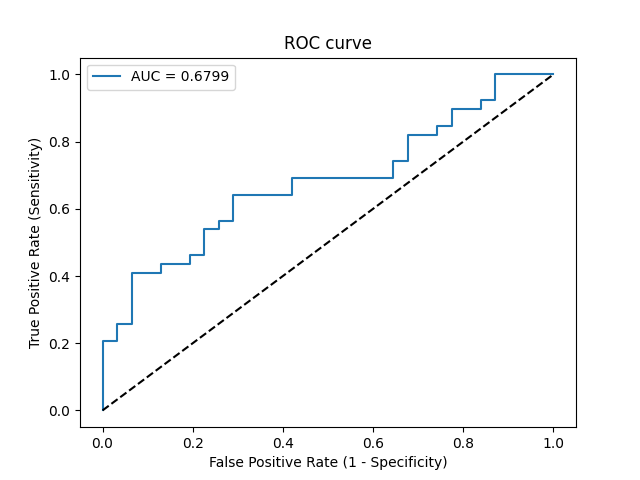 ROC curve
AUC = 0.6799
True Positive Rate (Sensitivity)
1.0
0.8
0.6
0.4
0.2
0.0
0.0 0.2 0.4 0.6 0.8 1.0
False Positive Rate (1 - Specificity)